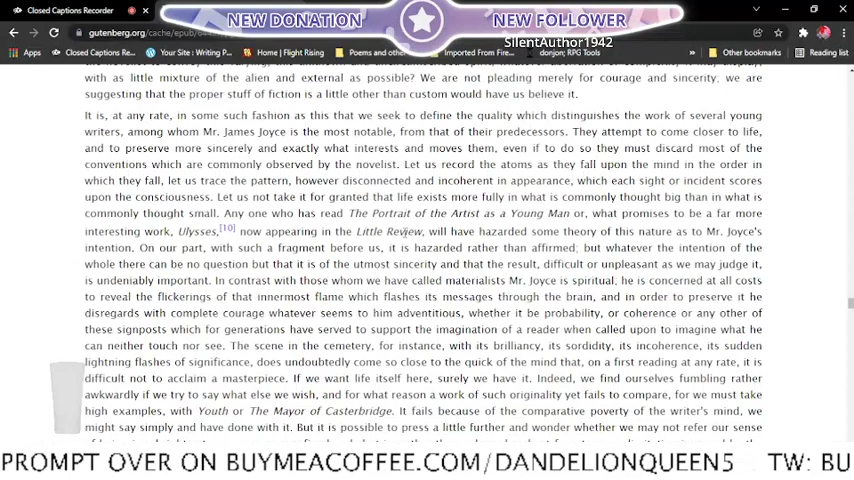 Closed Captions Recorder
NEW DONATION
NEW FOLLOWER
SilentAuthor1942
gutenberg.org/cache/epub/64
Apps
Closed Captions Re...
Your Site : 
Home | Flight Rising
Poems and other
Imported From Fire...
donjon; RPG Tools
»
Other bookmarks
Reading list
with as little mixture of the alien and external as possible? We are not pleading merely for courage and sincerity; we are
suggesting that the proper stuff of fiction is a little other than custom would have us believe it.
It is, at any rate, in some such fashion as this that we seek to define the quality which distinguishes the work of several young
writers, among whom Mr. James Joyce is the most notable, from that of their predecessors. They attempt to come closer to life,
and to preserve more sincerely and exactly what interests and moves them, even if to do so they must discard most of the
conventions which are commonly observed by the novelist. Let us record the atoms as they fall upon the mind in the order in
which they fall, let us trace the pattern, however disconnected and incoherent in appearance, which each sight or incident scores
upon the consciousness. Let us not take it for granted that life exists more fully in what is commonly thought big than in what is
commonly thought small. Any one who has read The Portrait of the Artist as a Young Man or, what promises to be a far more
interesting work, Ulysses,[10] now appearing in the Little Review, will have hazarded some theory of this nature as to Mr. Joyce's
intention. On our part, with such a fragment before us, it is hazarded rather than affirmed; but whatever the intention of the
whole there can be no question but that it is of the utmost sincerity and that the result, difficult or unpleasant as we may judge it,
is undeniably important. In contrast with those whom we have called materialists Mr. Joyce is spiritual, he is concerned at all costs
to reveal the flickerings of that innermost flame which flashes its messages through the brain, and in order to preserve it he
disregards with complete courage whatever seems to him adventitious, whether it be probability, or coherence or any other of
these signposts which for generations have served to support the imagination of a reader when called upon to imagine what he
can neither touch nor see. The scene in the cemetery, for instance, with its brilliancy, its sordidity, its incoherence, its sudden
lightning flashes of significance, does undoubtedly come so close to the quick of the mind that, on a first reading at any rate, it is
difficult not to acclaim a masterpiece. If we want life itself here, surely we have it. Indeed, we find ourselves fumbling rather
awkwardly if we try to say what else we wish, and for what reason a work of such originality yet fails to compare, for we must take
high examples, with Youth or The Mayor of Casterbridge. It fails because of the comparative poverty of the writer's mind, we
might say simply and have done with it. But it is possible to press a little further and wonder whether we may not refer our sense
PROMPT OVER ON BUYMEACOFFEE.COM/DANDELIONQUEEN5 TW: BU